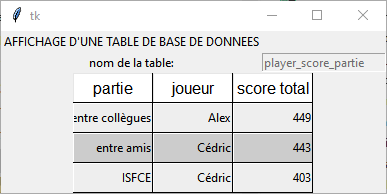 tk
AFFICHAGE D'UNE TABLE DE BASE DE DONNEES
nom de la table: player_score_partie
partie joueur score total
entre collègues Alex 449
entre amis Cédric 443
ISFCE Cédric 403